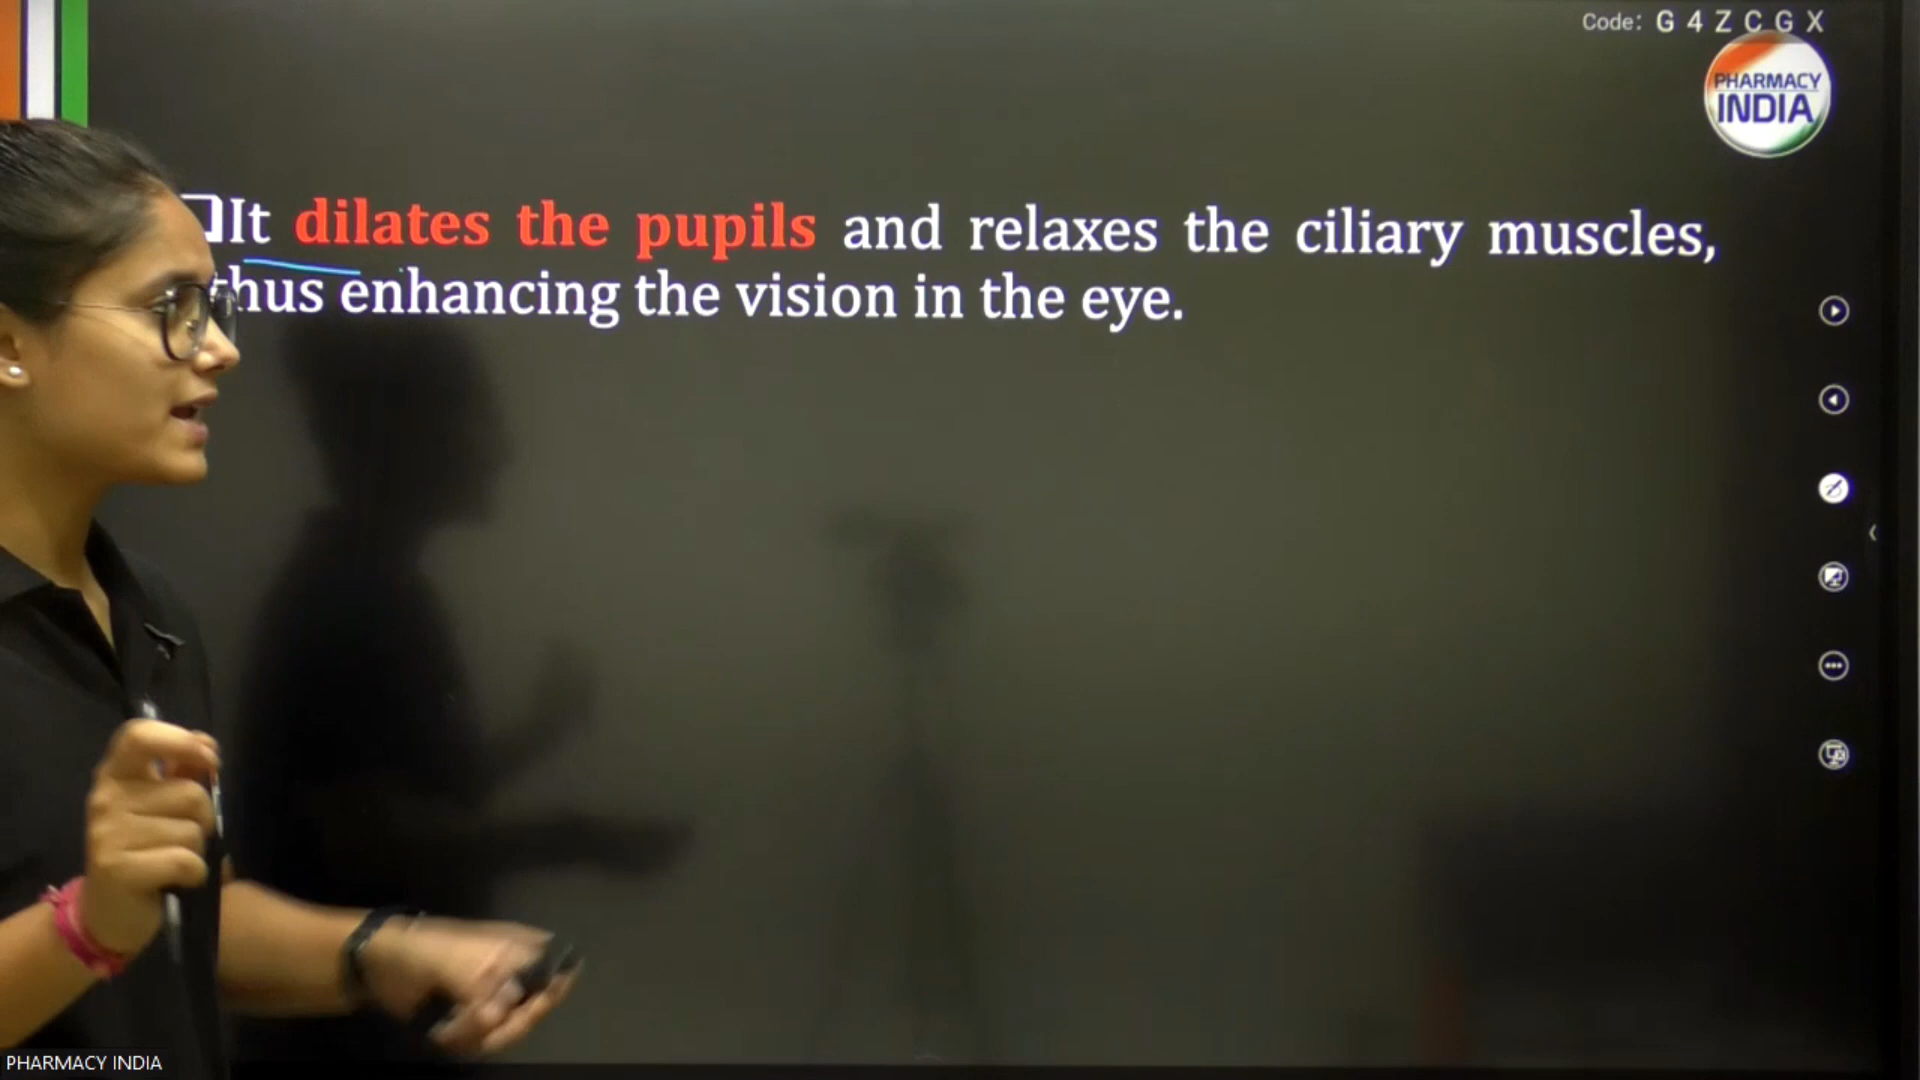 Code: G 4 Z C G X
PHARMACY
INDIA
It dilates the pupils and relaxes the ciliary muscles,
thus enhancing the vision in the eye.
PHARMACY INDIA